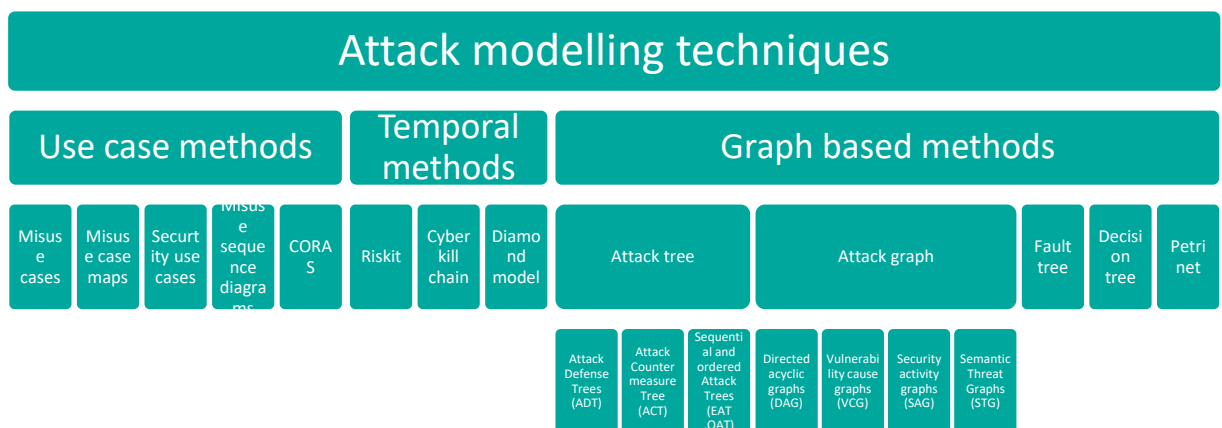 Attack modelling techniques
Use case methods
Temporal
methods
Graph based methods
Misus
e
cases
Misus
e case
maps
Securt
ity use
cases
Misus
e
seque
nce
diagra
ms
CORA
S
Riskit
Cyber
kill
chain
Diamo
nd
model
Attack tree
Attack graph
Fault
tree
Decisi
on
tree
Petri
net
Attack
Defense
Trees
(ADT)
Attack
Counter
measure
Tree
(ACT)
Sequenti
al and
ordered
Attack
Trees
(EAT
,OAT)
Directed
acyclic
graphs
(DAG)
Vulnerabi
lity cause
graphs
(VCG)
Security
activity
graphs
(SAG)
Semantic
Threat
Graphs
(STG)